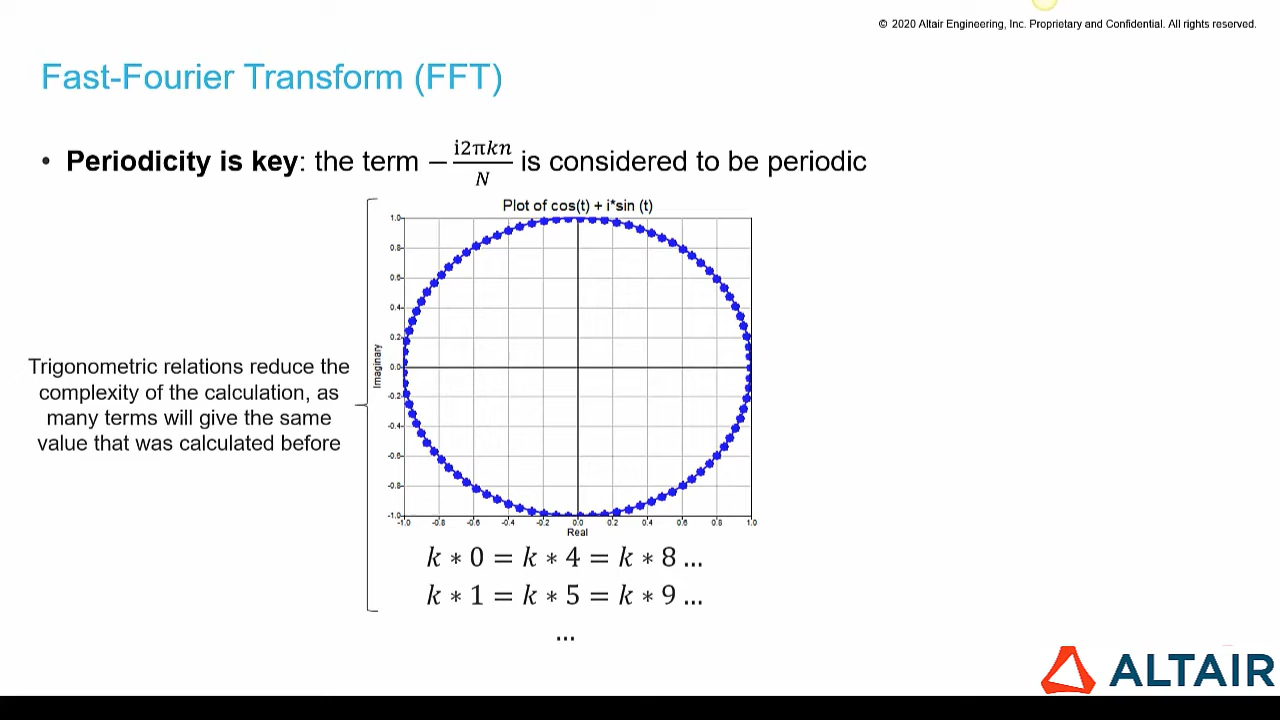 © 2020 Altair Engineering, Inc. Proprietary and Confidential. All rights reserved.
Fast-Fourier Transform (FFT)
• Periodicity is key: the term −i2πkn/N is considered to be periodic
Plot of cos(t) + i*sin (t)
1.0
0.8
0.6
0.4
0.2
0.0
-0.2
-0.4
-0.6
-0.8
-1.0
Imaginary
-1.0 -0.8 -0.6 -0.4 -0.2 0.0 0.2 0.4 0.6 0.8 1.0
Real
Trigonometric relations reduce the
complexity of the calculation, as
many terms will give the same
value that was calculated before
k ∗ 0 = k ∗ 4 = k ∗ 8 ...
k ∗ 1 = k ∗ 5 = k ∗ 9 ...
...
ALTAIR